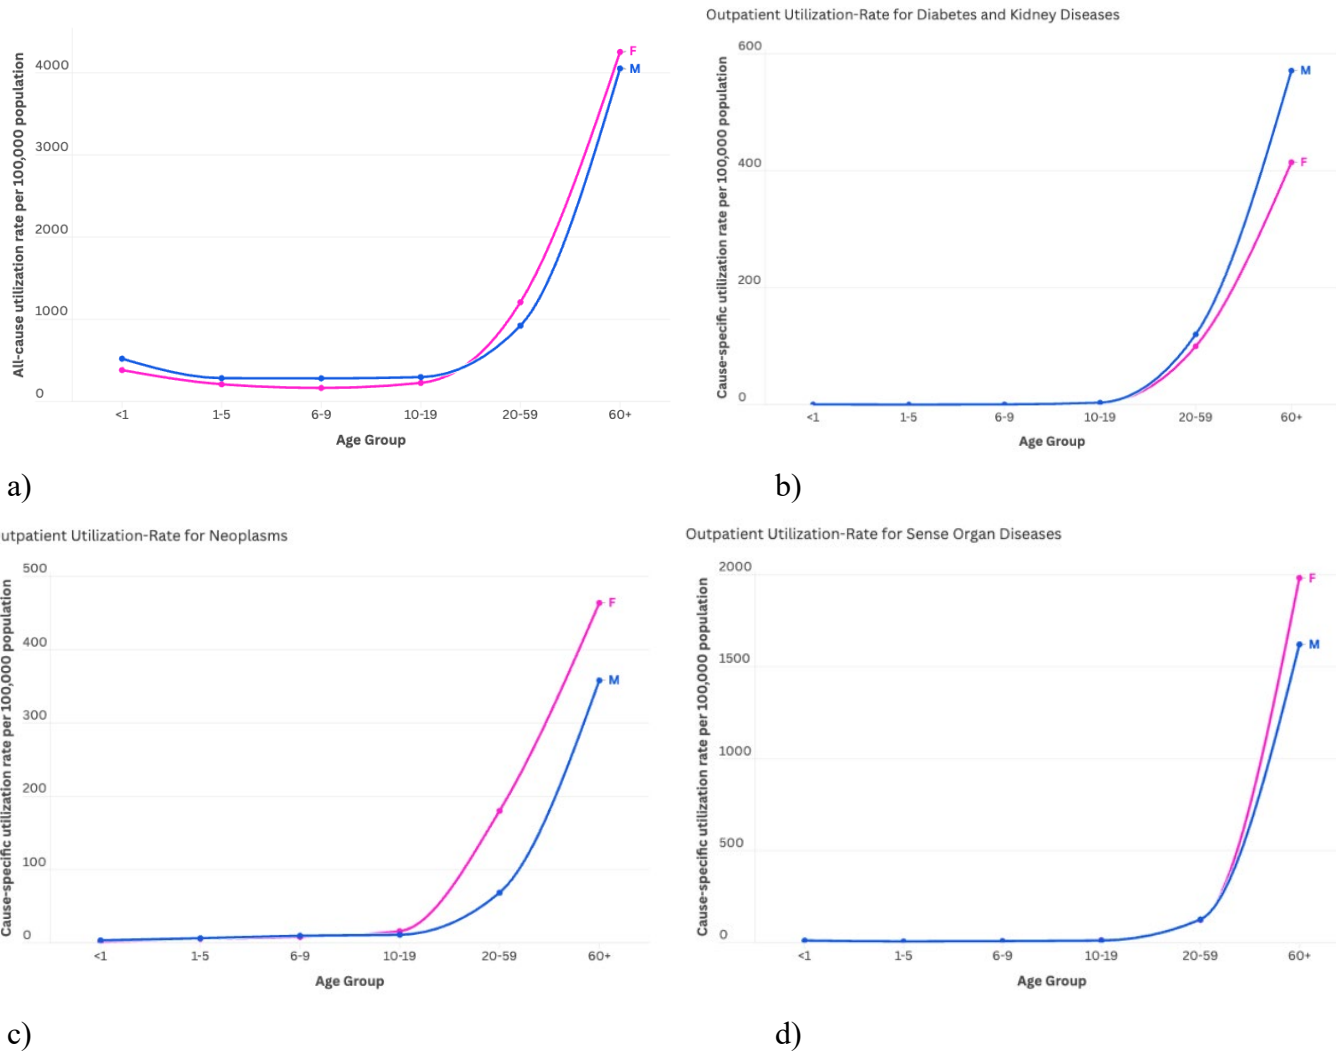 All-cause utilization rate per 100,000 population
4000
3000
2000
1000
0
F
M
<1 1-5 6-9 10-19 20-59 60+
Age Group
a)
Outpatient Utilization-Rate for Diabetes and Kidney Diseases
Cause-specific utilization rate per 100,000 population
600
400
200
0
M
F
<1 1-5 6-9 10-19 20-59 60+
Age Group
b)
utpatient Utilization-Rate for Neoplasms
Cause-specific utilization rate per 100,000 population
500
400
300
200
100
0
F
M
<1 1-5 6-9 10-19 20-59 60+
Age Group
c)
Outpatient Utilization-Rate for Sense Organ Diseases
Cause-specific utilization rate per 100,000 population
2000
1500
1000
500
0
F
M
<1 1-5 6-9 10-19 20-59 60+
Age Group
d)